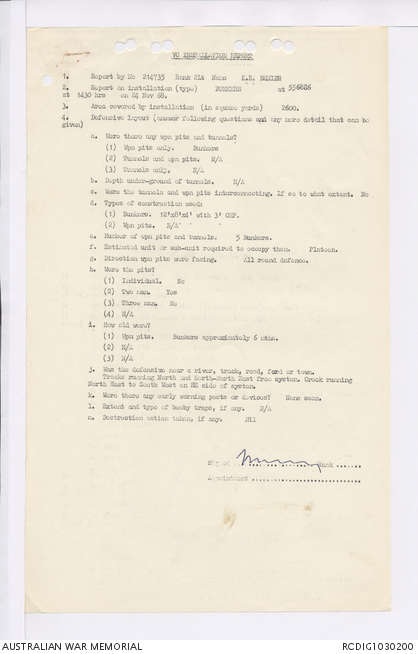 VC INSTALLATION REPORT
1. Report by No 214735 Rank 2Lt Name
2. Report on installation (type) BUNKERS at 556686
at 1430 hrs on 24 Nov 68.
3. Area covered by installation (in square yards) 2600.
4. Defensive layout (answer following questions and any more detail that can be
given)
a. Were there any wpn pits and tunnels?
(1) Wpn pits only. Bunkers
(2) Tunnels and wpn pits. N/A
(3) Tunnels only. N/A
b. Depth under-ground of tunnels. N/A
c. Were the tunnels and wpn pits interconnecting. If so to what extent. No
d. Types of construction used:
(1) Bunkers. 12'x8'x4' with 3' OHP.
(2) Wpn pits. N/A
e. Number of wpn pits and tunnels. 5 Bunkers.
f. Estimated unit or sub-unit required to occupy them. Platoon.
g. Direction wpn pits were facing. All round defence.
h. Were the pits?
(1) Individual. No
(2) Two man. Yes
(3) Three man. No
(4) N/A
i. How old were?
(1) Wpn pits. Bunkers approximately 6 mths.
(2) N/A
(3) N/A
j. Was the defensive near a river, track, road, ford or town.
Tracks running North and North-North East from system. Creek running
North East to South West on NE side of system.
k. Were there any early warning posts or devices? None seen.
l. Extent and type of booby traps, if any. N/A
m. Destruction action taken, if any. Nil
Signed ........ Rank ......
Appointment ........
AUSTRALIAN WAR MEMORIAL
RCDIG1030200